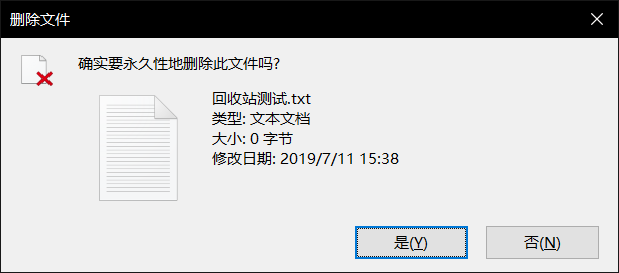 删除文件
确实要永久性地删除此文件吗?
回收站测试.txt
类型: 文本文档
大小: 0 字节
修改日期: 2019/7/11 15:38
是(Y)
否(N)